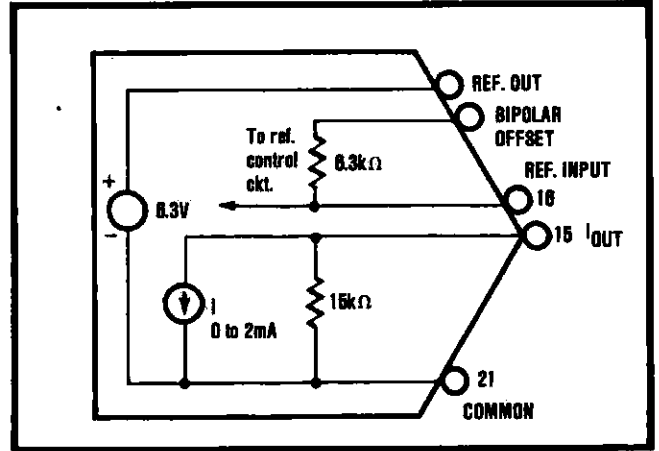 REF. OUT
BIPOLAR
OFFSET
To ref.
control
ckt.
6.3kΩ
REF. INPUT
16
+
6.3V
-
15 IOUT
I
0 to 2mA
15kΩ
21
COMMON